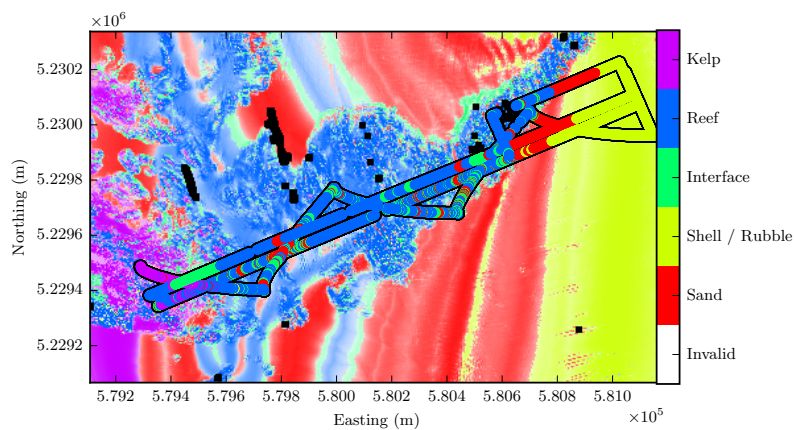 ×10⁶
5.2302
5.2300
5.2298
5.2296
5.2294
5.2292
Northing (m)
5.792 5.794 5.796 5.798 5.800 5.802 5.804 5.806 5.808 5.810
Easting (m)
×10⁵
Kelp
Reef
Interface
Shell / Rubble
Sand
Invalid